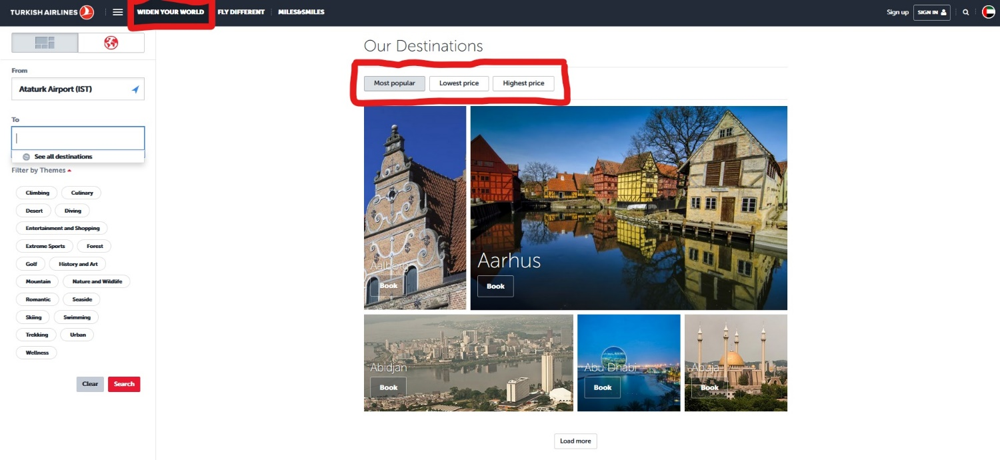 TURKISH AIRLINES WIDEN YOUR WORLD FLY DIFFERENT MILES&SMILES Sign up SIGN IN
Our Destinations
From
Ataturk Airport (IST)
To
See all destinations
Filter by Themes
Climbing Culinary
Desert Diving
Entertainment and Shopping
Extreme Sports Forest
Golf History and Art
Mountain Nature and Wildlife
Romantic Seaside
Skiing Swimming
Trekking Urban
Wellness
Clear Search
Most popular Lowest price Highest price
Aalborg
Book
Aarhus
Book
Abidjan
Book
Abu Dhabi
Book
Abuja
Book
Load more